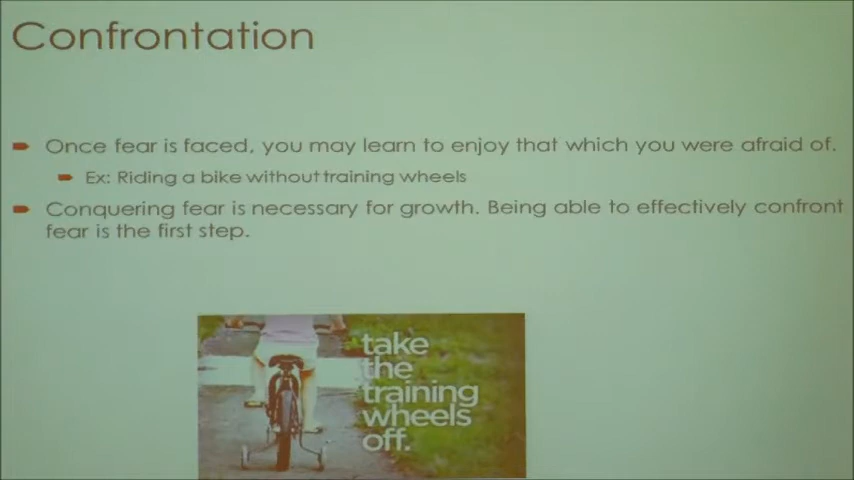 Confrontation
Once fear is faced, you may learn to enjoy that which you were afraid of.
Ex: Riding a bike without training wheels
Conquering fear is necessary for growth. Being able to effectively confront
fear is the first step.
take
the
training
wheels
off.